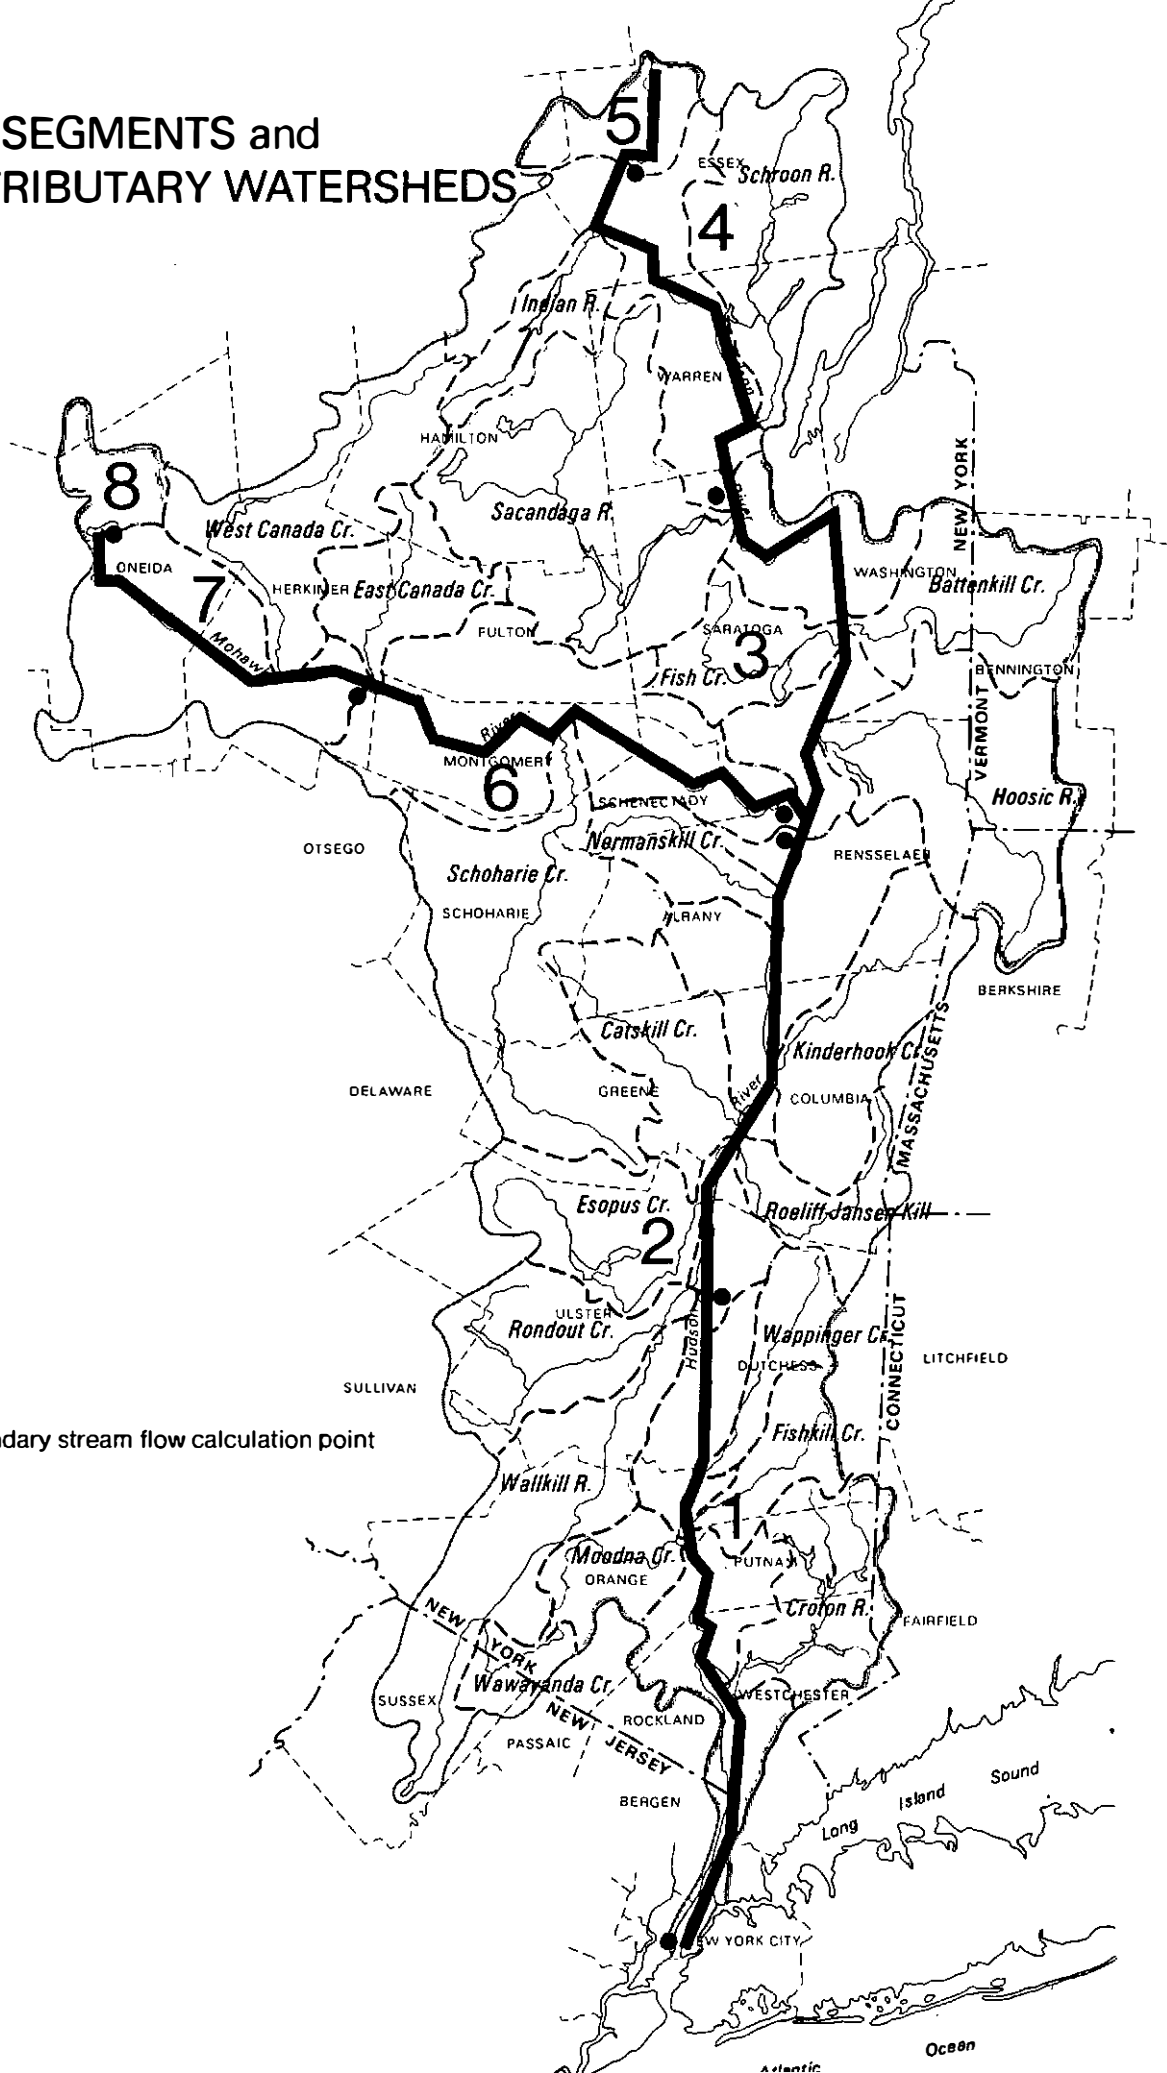 SEGMENTS and
TRIBUTARY WATERSHEDS
5
ESSEX
Schroon R.
4
Indian R.
WARREN
HAMILTON
NEW YORK
8
Sacandaga R.
River
West Canada Cr.
ONEIDA
7
HERKIMER
East Canada Cr.
WASHINGTON
Battenkill Cr.
FULTON
SARATOGA
3
Mohawk
Fish Cr.
BENNINGTON
VERMONT
River
MONTGOMERY
6
SCHENECTADY
Hoosic R.
Normanskill Cr.
OTSEGO
RENSSELAER
Schoharie Cr.
SCHOHARIE
ALBANY
BERKSHIRE
Catskill Cr.
Kinderhook Cr.
MASSACHUSETTS
DELAWARE
GREENE
River
COLUMBIA
Esopus Cr.
Roeliff-Jansen Kill
2
ULSTER
Rondout Cr.
Hudson
Wappinger Cr.
DUTCHESS
CONNECTICUT
LITCHFIELD
SULLIVAN
ndary stream flow calculation point
Fishkill Cr.
Wallkill R.
1
Moodna Cr.
PUTNAM
ORANGE
Croton R.
NEW YORK
FAIRFIELD
Wawayanda Cr.
SUSSEX
WESTCHESTER
NEW JERSEY
ROCKLAND
PASSAIC
BERGEN
Long Island Sound
NEW YORK CITY
Atlantic Ocean